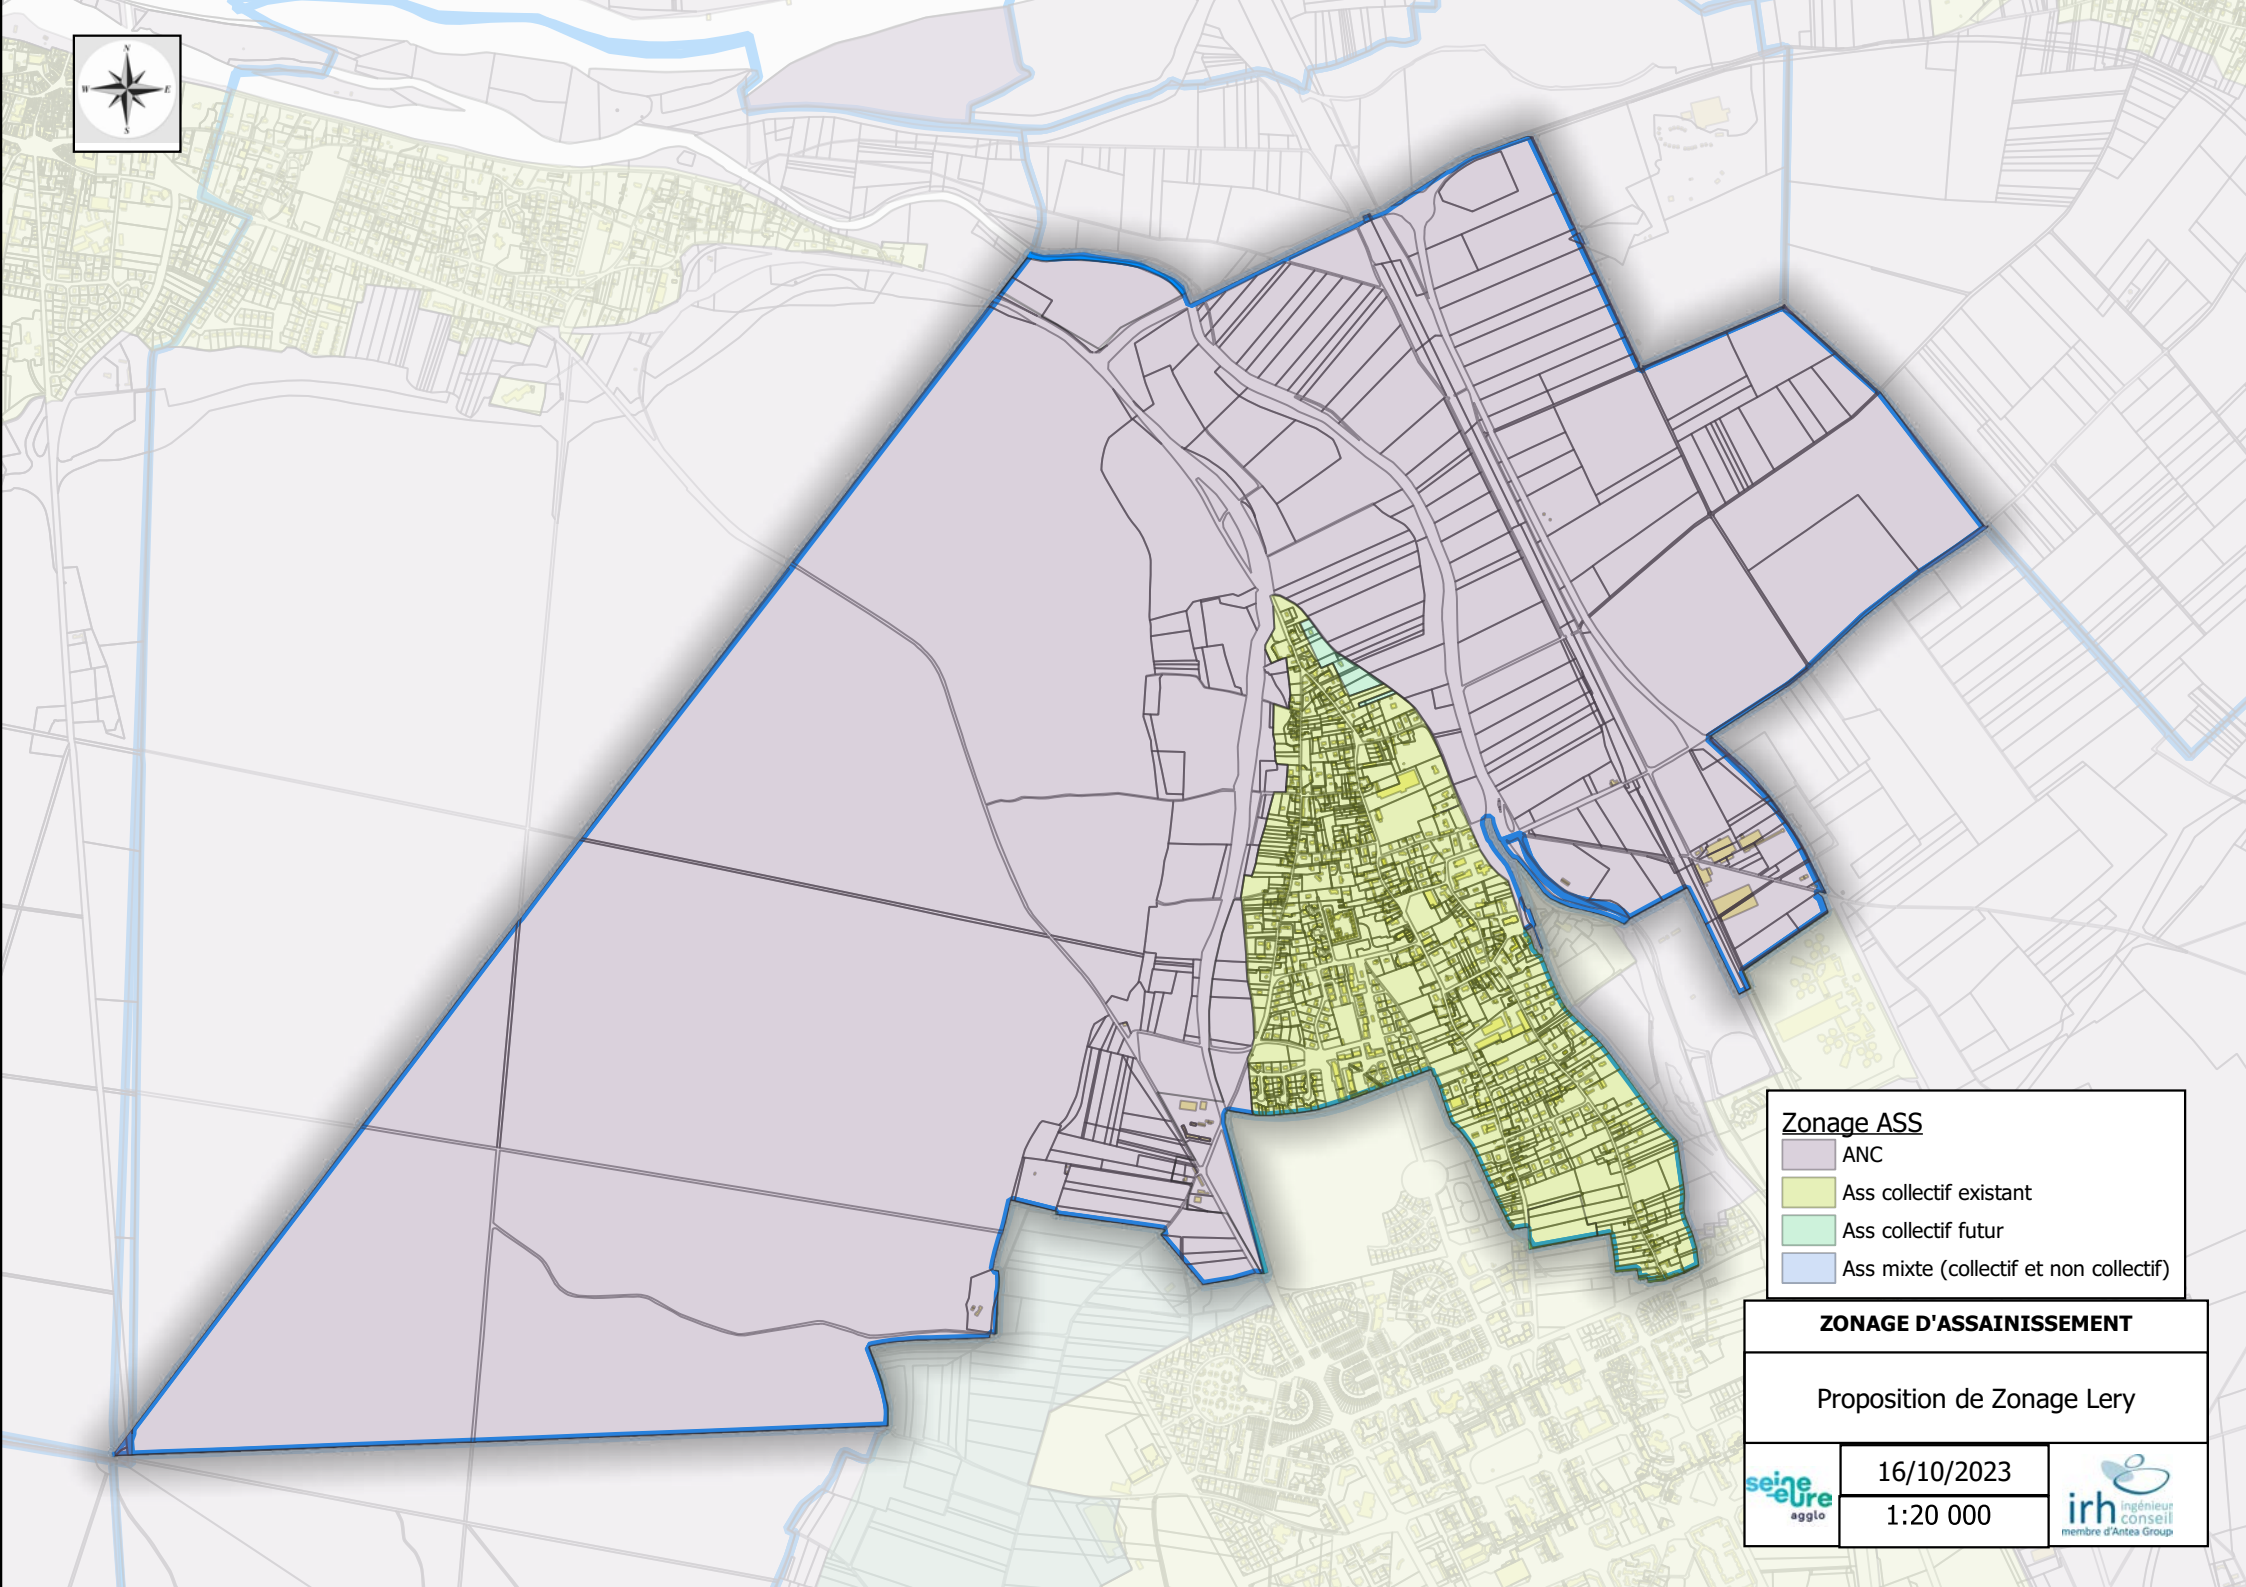 N
W E
S
Zonage ASS
ANC
Ass collectif existant
Ass collectif futur
Ass mixte (collectif et non collectif)
ZONAGE D'ASSAINISSEMENT
Proposition de Zonage Lery
seine
eure
agglo
16/10/2023
1:20 000
irh ingénieur
conseil
membre d'Antea Group